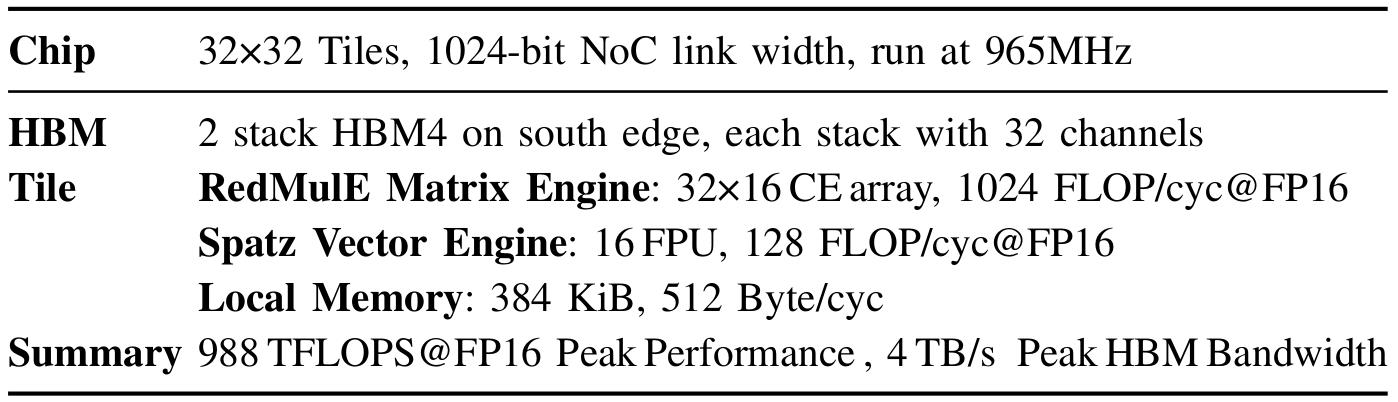 Chip 32×32 Tiles, 1024-bit NoC link width, run at 965MHz
HBM 2 stack HBM4 on south edge, each stack with 32 channels
Tile RedMulE Matrix Engine: 32×16 CE array, 1024 FLOP/cyc@FP16
Spatz Vector Engine: 16 FPU, 128 FLOP/cyc@FP16
Local Memory: 384 KiB, 512 Byte/cyc
Summary 988 TFLOPS@FP16 Peak Performance , 4 TB/s Peak HBM Bandwidth